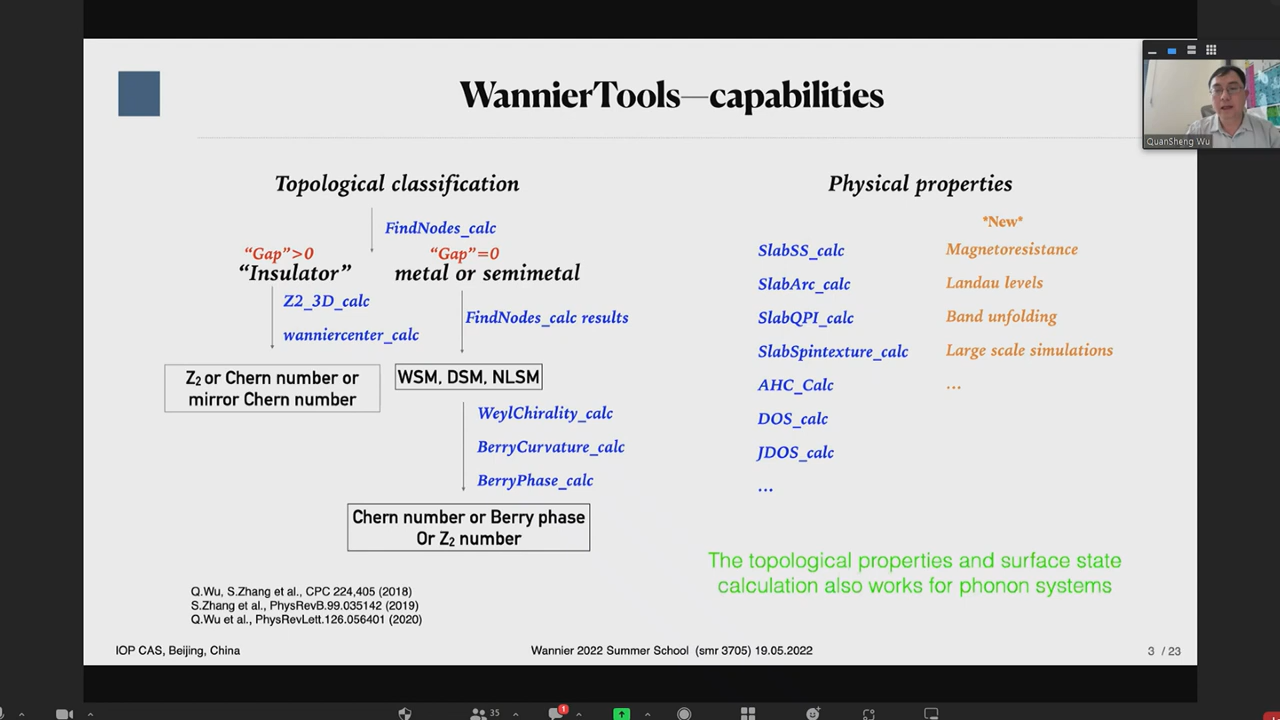 WannierTools—capabilities
QuanSheng Wu
Topological classification
FindNodes_calc
“Gap”>0
“Gap”=0
“Insulator”
metal or semimetal
Z2_3D_calc
FindNodes_calc results
wanniercenter_calc
Z₂ or Chern number or
mirror Chern number
WSM, DSM, NLSM
WeylChirality_calc
BerryCurvature_calc
BerryPhase_calc
Chern number or Berry phase
Or Z₂ number
Physical properties
*New*
SlabSS_calc
Magnetoresistance
SlabArc_calc
Landau levels
SlabQPI_calc
Band unfolding
SlabSpintexture_calc
Large scale simulations
AHC_Calc
...
DOS_calc
JDOS_calc
...
The topological properties and surface state
calculation also works for phonon systems
Q.Wu, S.Zhang et al., CPC 224,405 (2018)
S.Zhang et al., PhysRevB.99.035142 (2019)
Q.Wu et al., PhysRevLett.126.056401 (2020)
IOP CAS, Beijing, China
Wannier 2022 Summer School (smr 3705) 19.05.2022
3 / 23
35
1